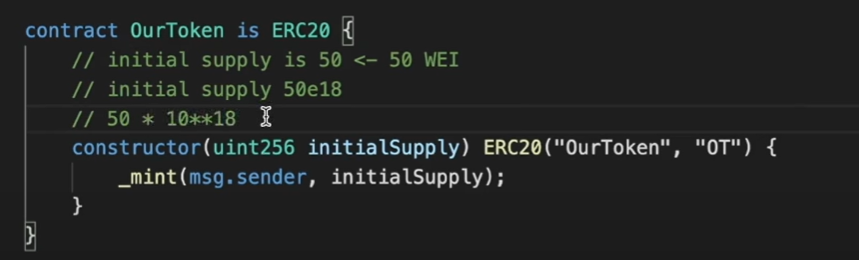 contract OurToken is ERC20 {
// initial supply is 50 <- 50 WEI
// initial supply 50e18
// 50 * 10**18
constructor(uint256 initialSupply) ERC20("OurToken", "OT") {
_mint(msg.sender, initialSupply);
}
}